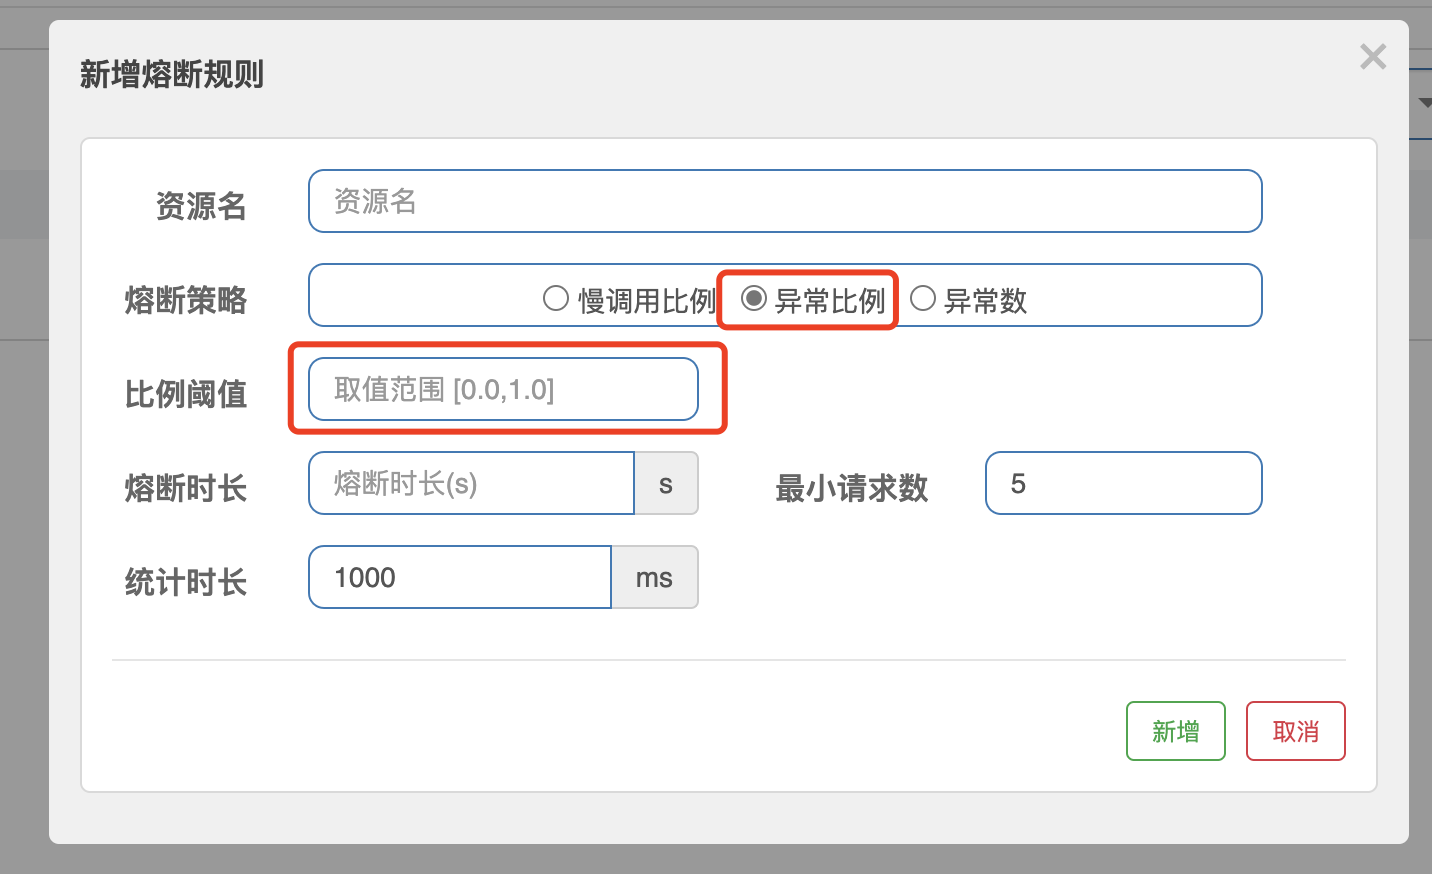 新增熔断规则
资源名 资源名
熔断策略 慢调用比例 异常比例 异常数
比例阈值 取值范围 [0.0,1.0]
熔断时长 熔断时长(s) s 最小请求数 5
统计时长 1000 ms
新增 取消